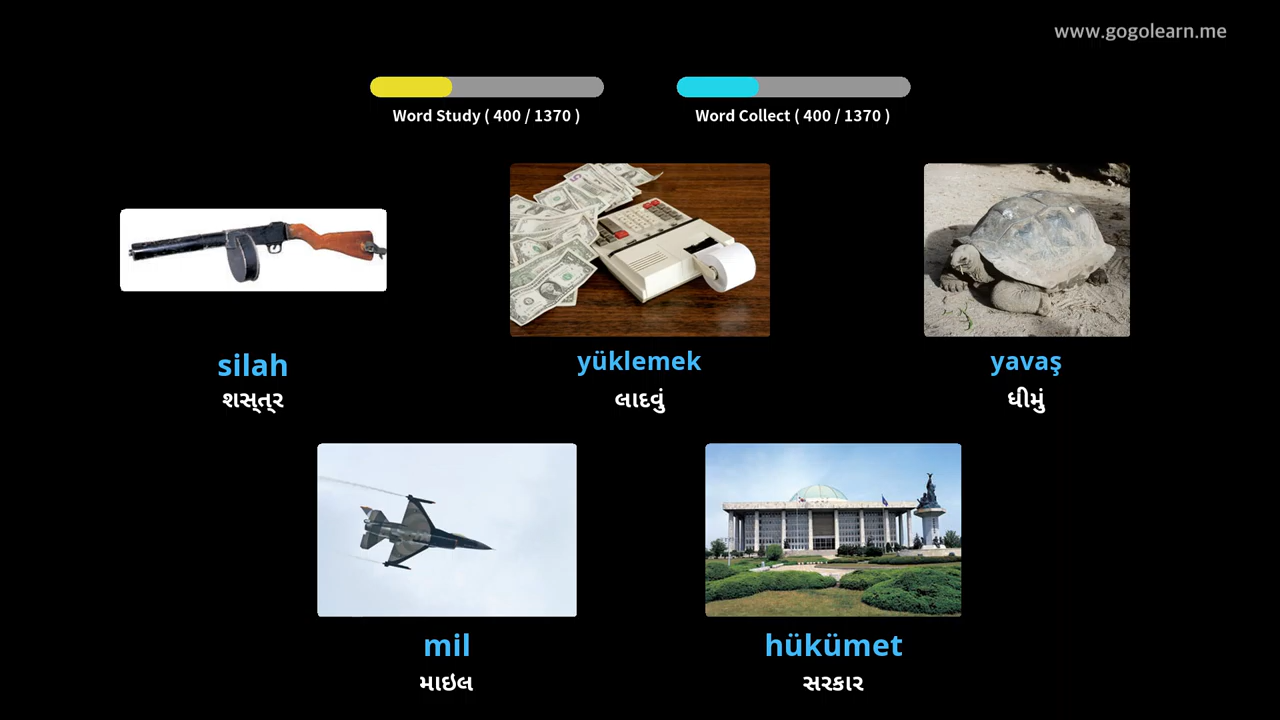 www.gogolearn.me
Word Study ( 400 / 1370 )
Word Collect ( 400 / 1370 )
silah
શસ્ત્ર
yüklemek
લાદવું
yavaş
ધીમું
mil
માઇલ
hükümet
સરકાર